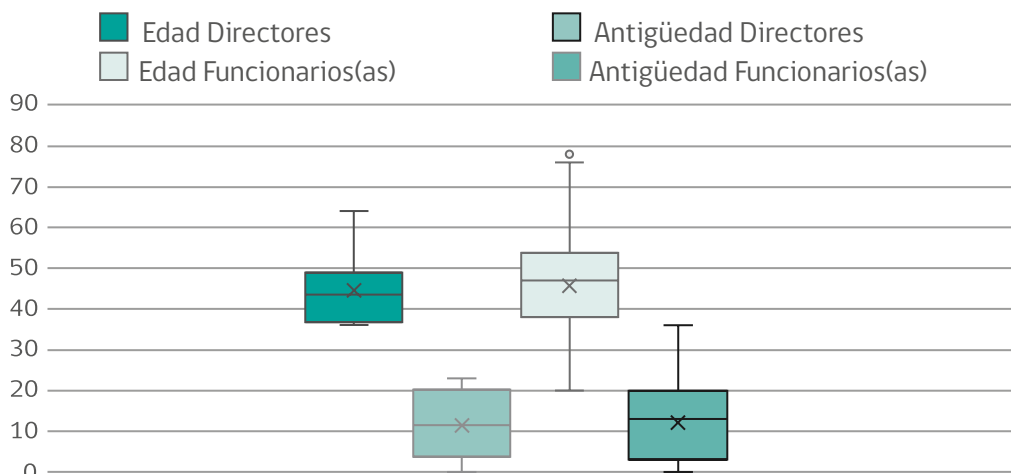 Edad Directores
Antigüedad Directores
Edad Funcionarios(as)
Antigüedad Funcionarios(as)
90
80
70
60
50
40
30
20
10
0